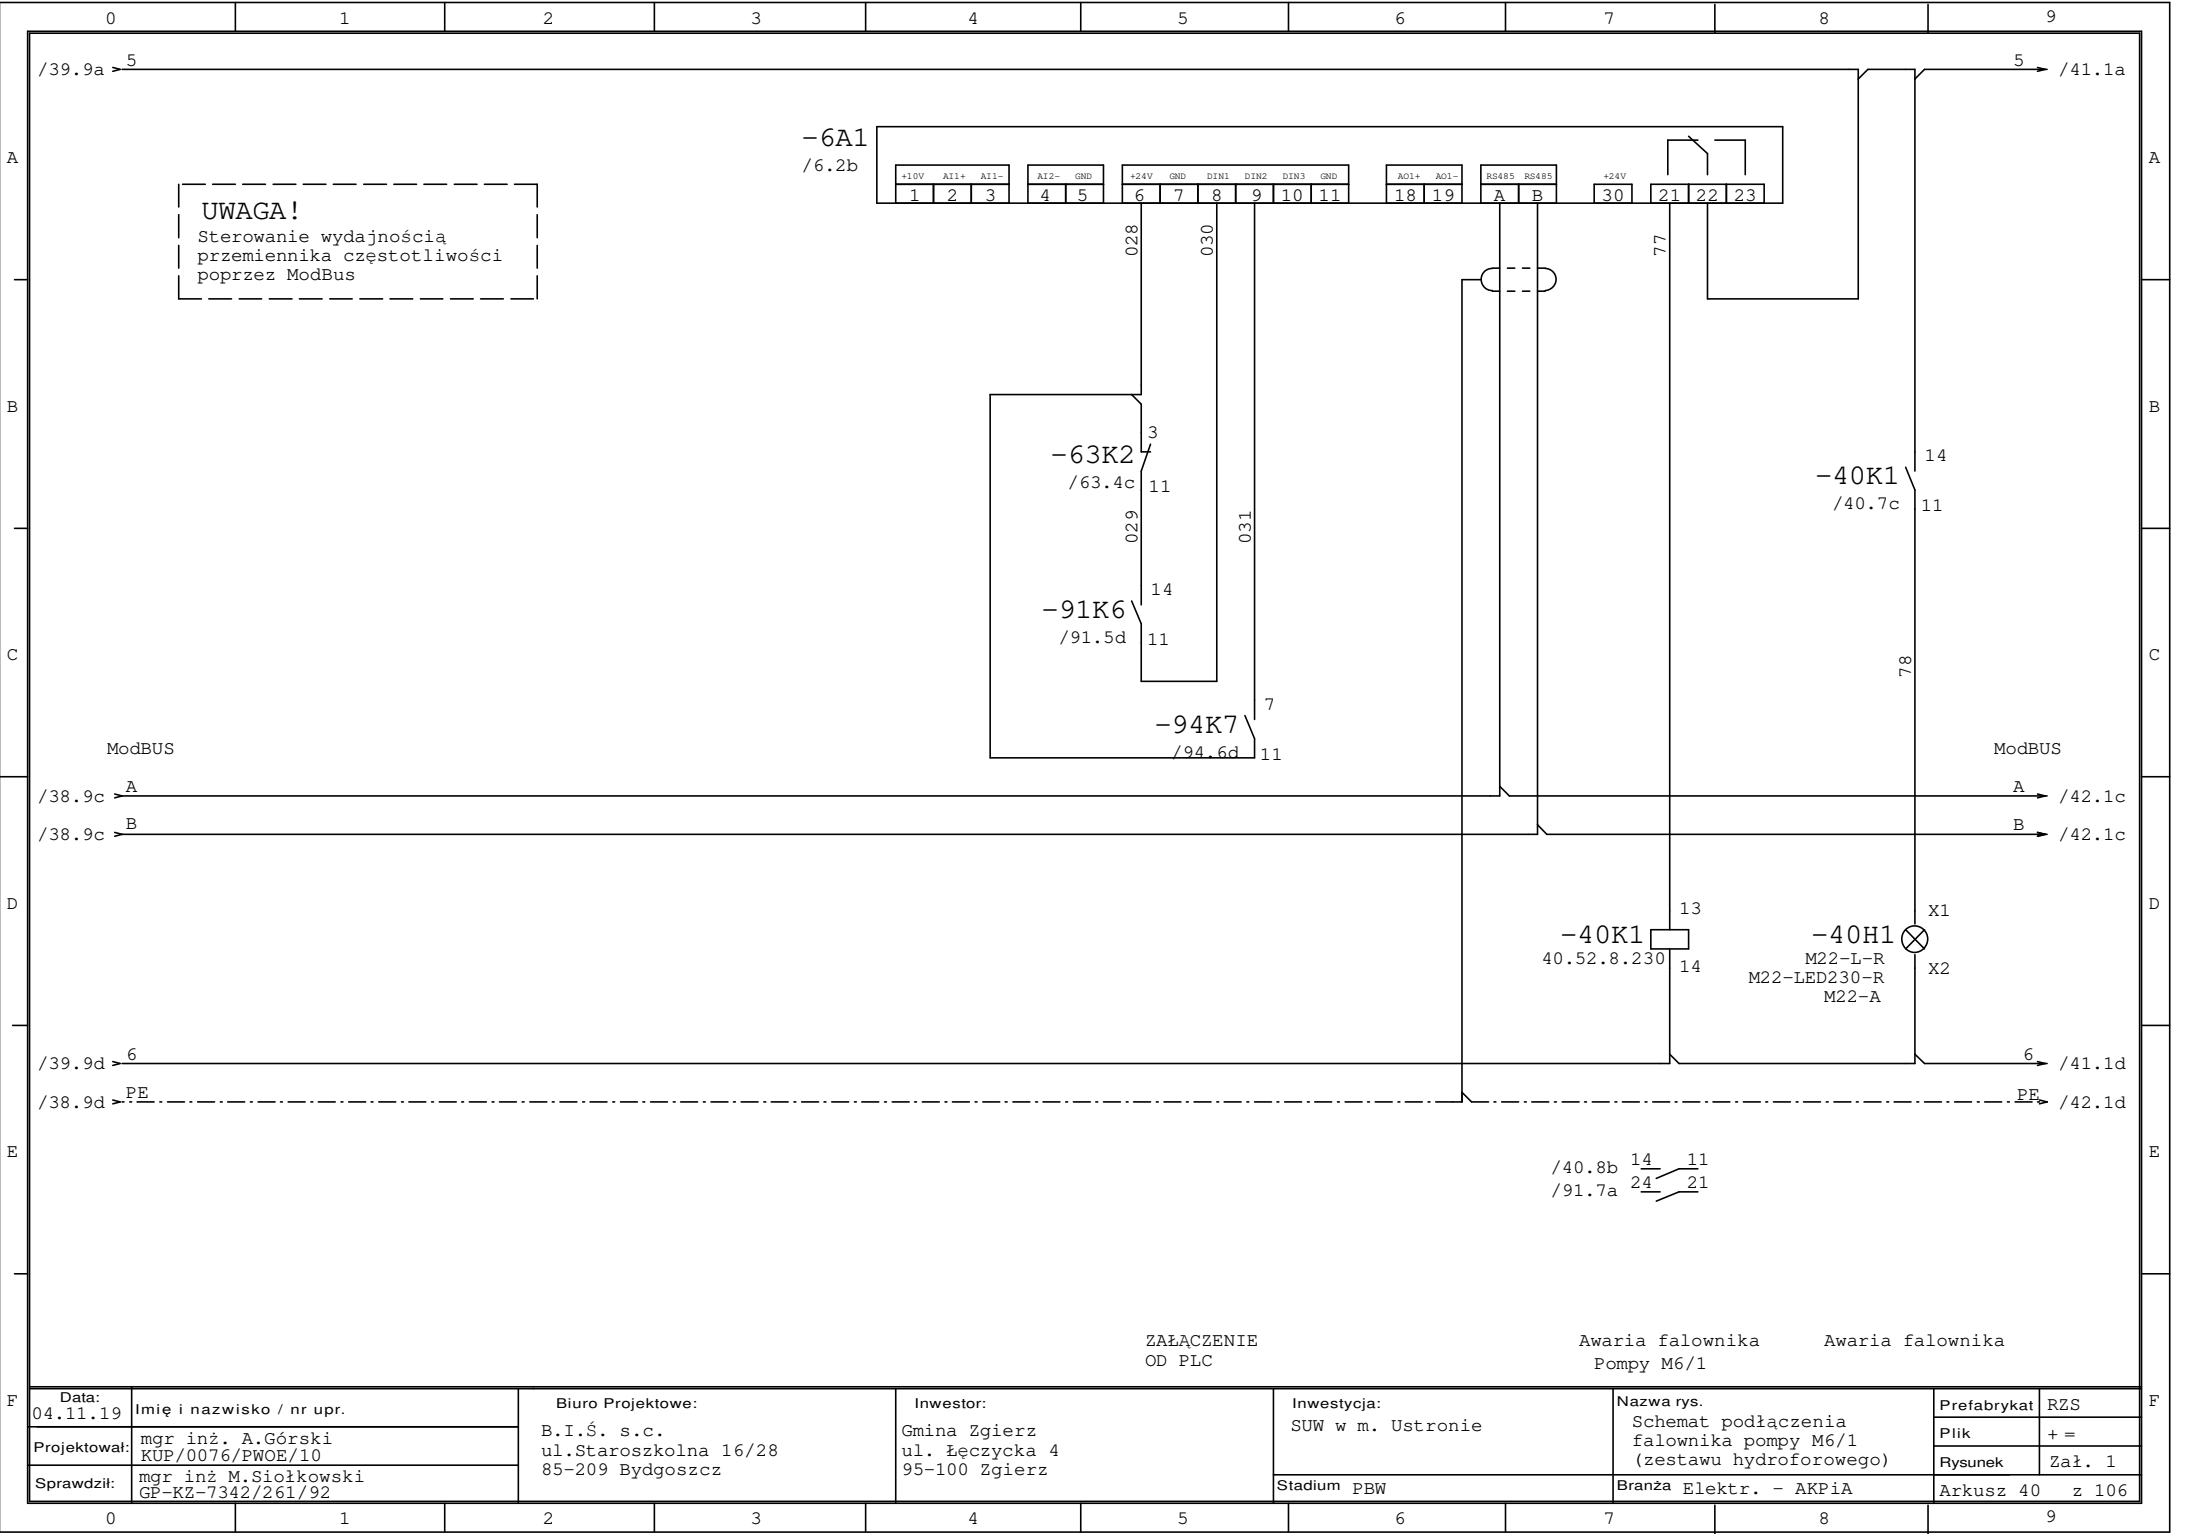 0 1 2 3 4 5 6 7 8 9
/39.9a 5
5 /41.1a
-6A1
/6.2b
+10V AI1+ AI1- AI2- GND +24V GND DIN1 DIN2 DIN3 GND AO1+ AO1- RS485 RS485 +24V
1 2 3 4 5 6 7 8 9 10 11 18 19 A B 30 21 22 23
A
A
UWAGA!
Sterowanie wydajnością
przemiennika częstotliwości
poprzez ModBus
028
030
77
B
B
3
-63K2
/63.4c 11
14
-40K1
/40.7c 11
029
031
14
-91K6
/91.5d 11
C
C
78
7
-94K7
/94.6d 11
ModBUS
ModBUS
/38.9c A
A /42.1c
/38.9c B
B /42.1c
D
D
13
-40K1
40.52.8.230
14
X1
-40H1
M22-L-R
X2
M22-LED230-R
M22-A
/39.9d 6
6 /41.1d
/38.9d PE
PE /42.1d
E
E
/40.8b 14 11
/91.7a 24 21
ZAŁĄCZENIE
OD PLC
Awaria falownika
Pompy M6/1
Awaria falownika
F
F
Data:
04.11.19
Imię i nazwisko / nr upr.
Projektował:
mgr inż. A.Górski
KUP/0076/PWOE/10
Sprawdził:
mgr inż M.Siołkowski
GP-KZ-7342/261/92
Biuro Projektowe:
B.I.Ś. s.c.
ul.Staroszkolna 16/28
85-209 Bydgoszcz
Inwestor:
Gmina Zgierz
ul. Łęczycka 4
95-100 Zgierz
Inwestycja:
SUW w m. Ustronie
Stadium PBW
Nazwa rys.
Schemat podłączenia
falownika pompy M6/1
(zestawu hydroforowego)
Branża Elektr. - AKPiA
Prefabrykat RZS
Plik + =
Rysunek Zał. 1
Arkusz 40 z 106
0 1 2 3 4 5 6 7 8 9